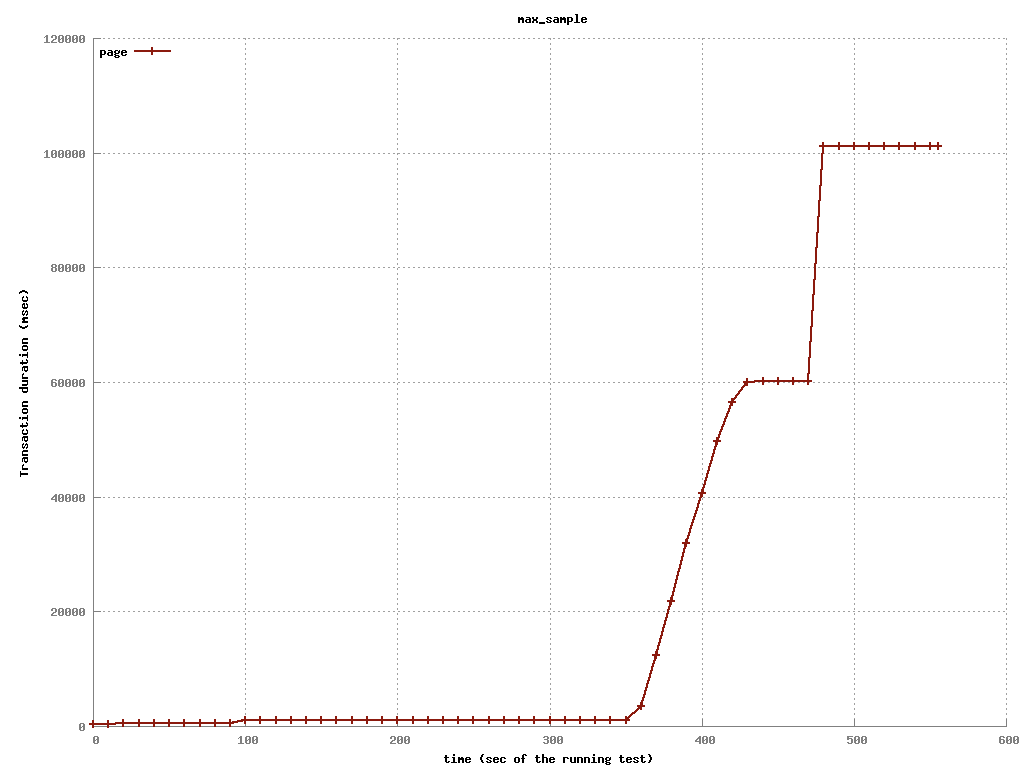 max_sample
120000
page
100000
80000
60000
40000
20000
0
Transaction duration (msec)
0 100 200 300 400 500 600
time (sec of the running test)